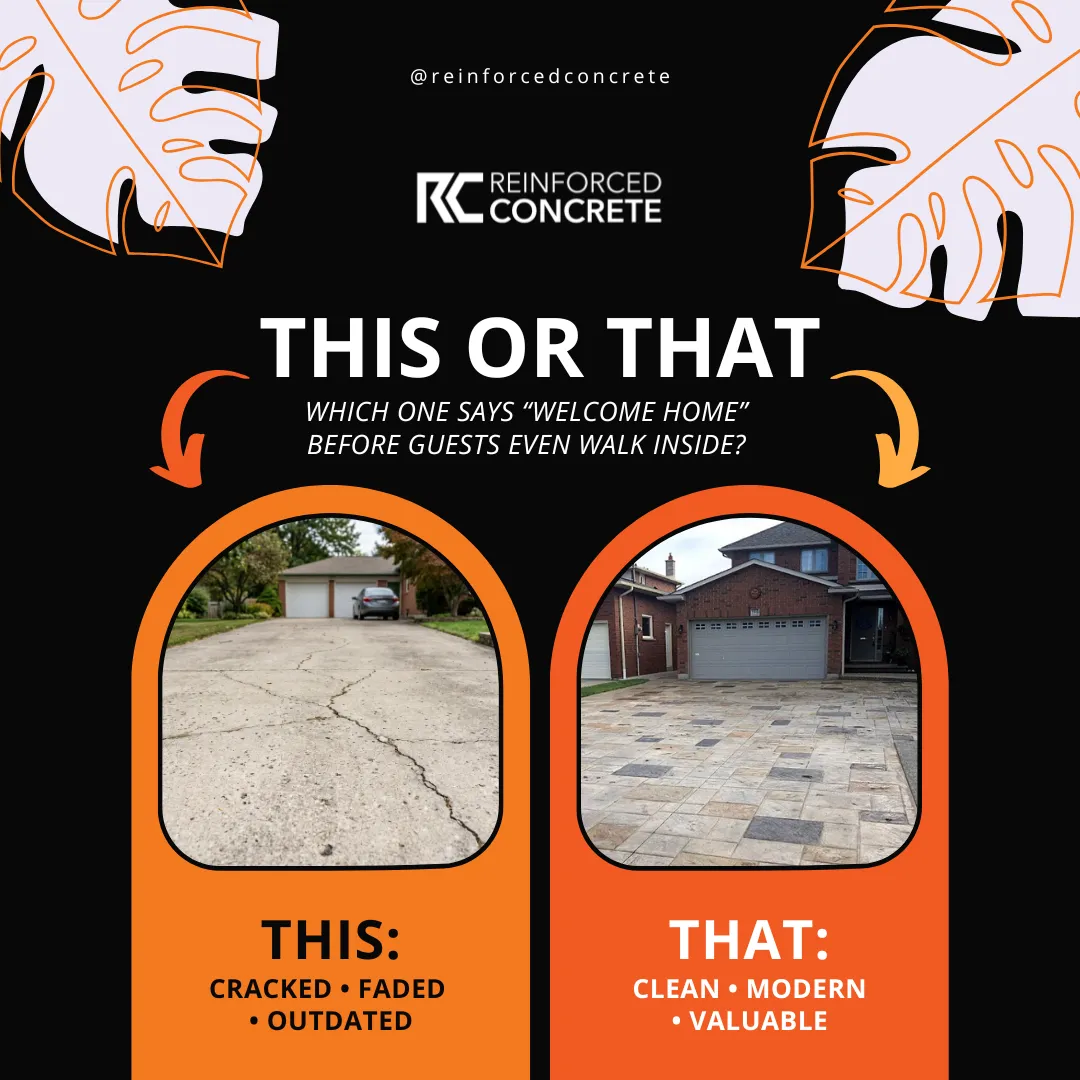 @reinforcedconcrete
RC REINFORCED
CONCRETE
THIS OR THAT
WHICH ONE SAYS “WELCOME HOME”
BEFORE GUESTS EVEN WALK INSIDE?
THIS:
CRACKED • FADED
• OUTDATED
THAT:
CLEAN • MODERN
• VALUABLE